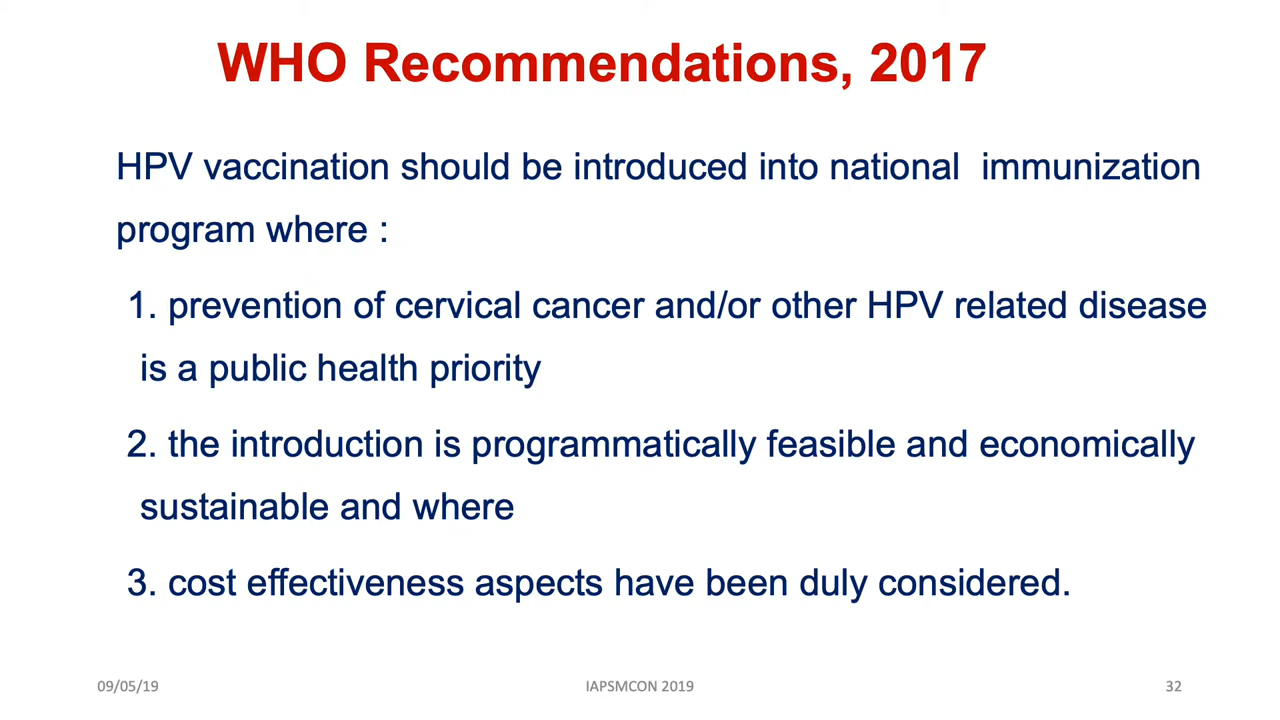 WHO Recommendations, 2017
HPV vaccination should be introduced into national immunization
program where :
1. prevention of cervical cancer and/or other HPV related disease
is a public health priority
2. the introduction is programmatically feasible and economically
sustainable and where
3. cost effectiveness aspects have been duly considered.
09/05/19
IAPSMCON 2019
32